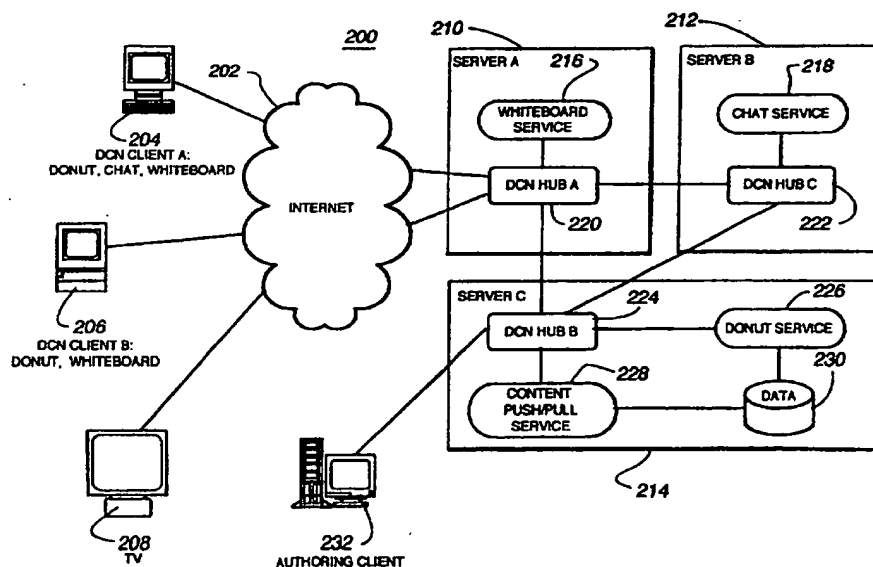 200
202
204
DCN CLIENT A:
DONUT, CHAT, WHITEBOARD
206
DCN CLIENT B:
DONUT, WHITEBOARD
208
TV
INTERNET
210
SERVER A
216
WHITEBOARD
SERVICE
DCN HUB A
220
212
SERVER B
218
CHAT SERVICE
DCN HUB C
222
SERVER C
224
DCN HUB B
226
DONUT SERVICE
228
CONTENT
PUSH/PULL
SERVICE
DATA
230
214
232
AUTHORING CLIENT